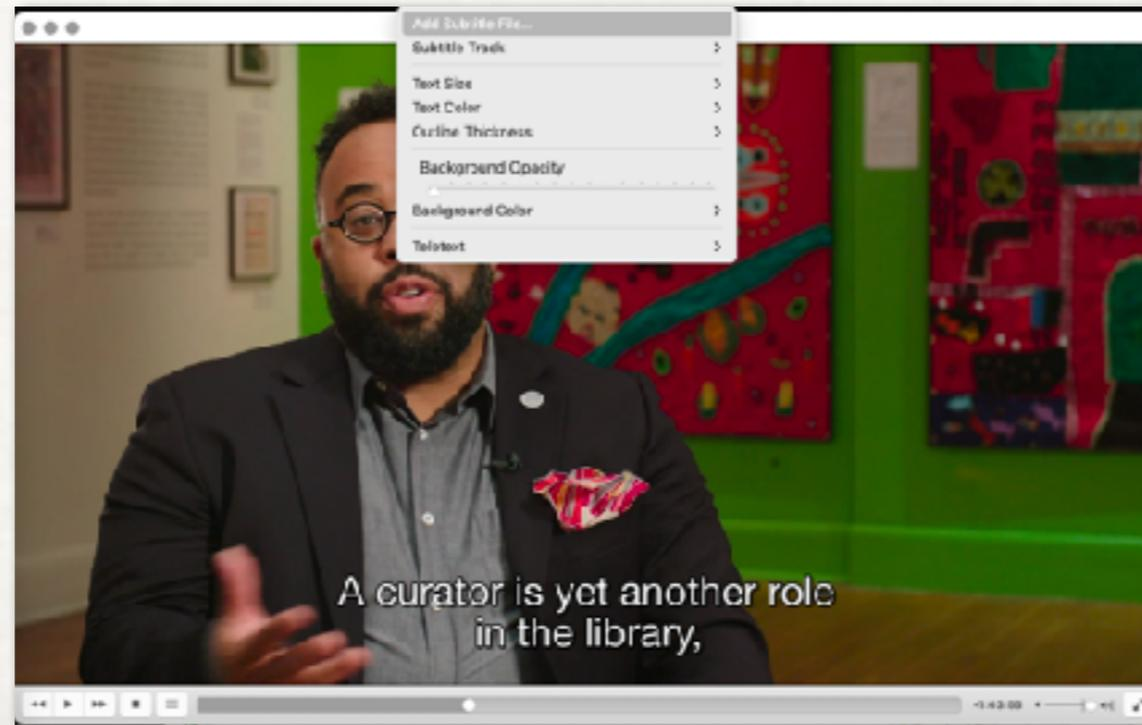 Add Subtitle File...
Subtitle Track
Text Size
Text Color
Outline Thickness
Background Opacity
Background Color
Teletext
A curator is yet another role
in the library,